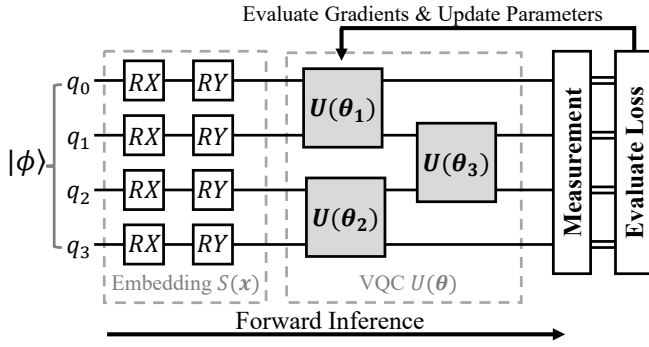 Evaluate Gradients & Update Parameters
|ϕ⟩
q0 RX RY
q1 RX RY
q2 RX RY
q3 RX RY
U(θ1)
U(θ2)
U(θ3)
Measurement
Evaluate Loss
Embedding S(x)
VQC U(θ)
Forward Inference